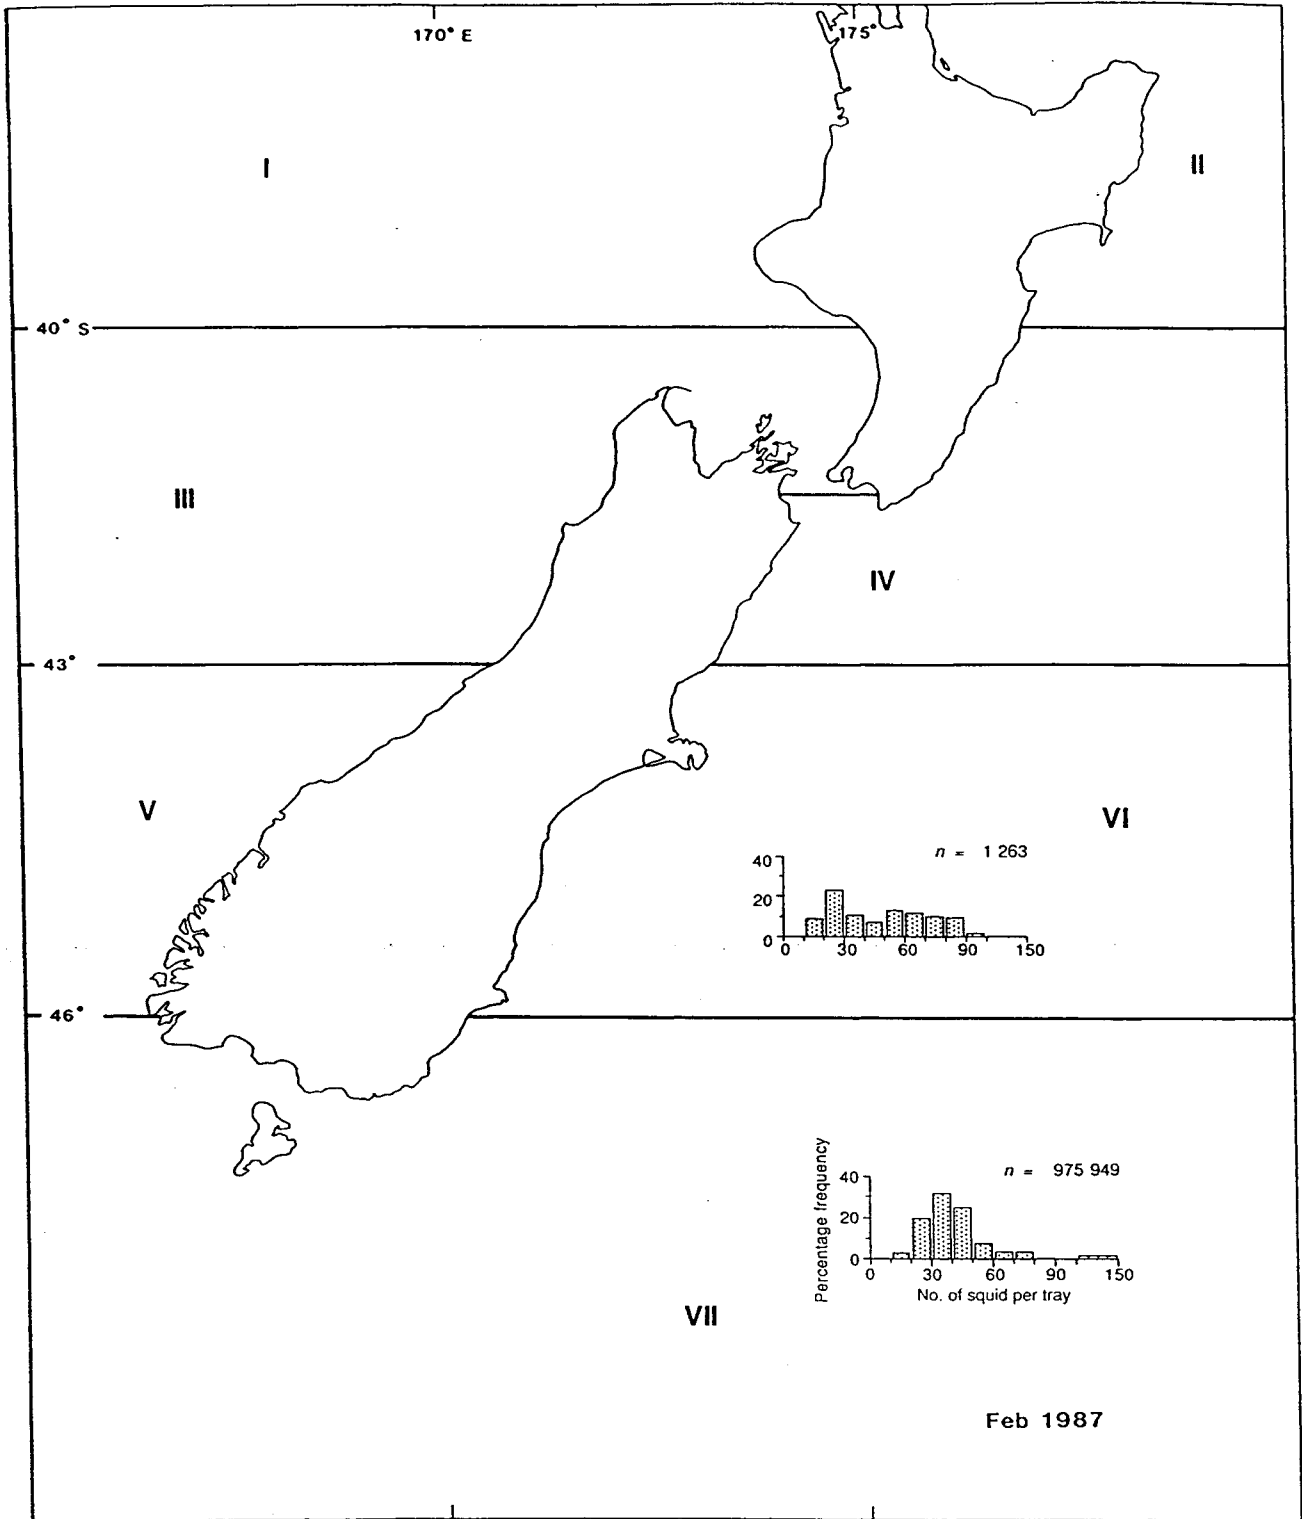 170° E
175°
I
II
40° S
III
IV
43°
V
VI
n = 1 263
40
20
0
0 30 60 90 150
46°
n = 975 949
Percentage frequency
40
20
0
0 30 60 90 150
No. of squid per tray
VII
Feb 1987